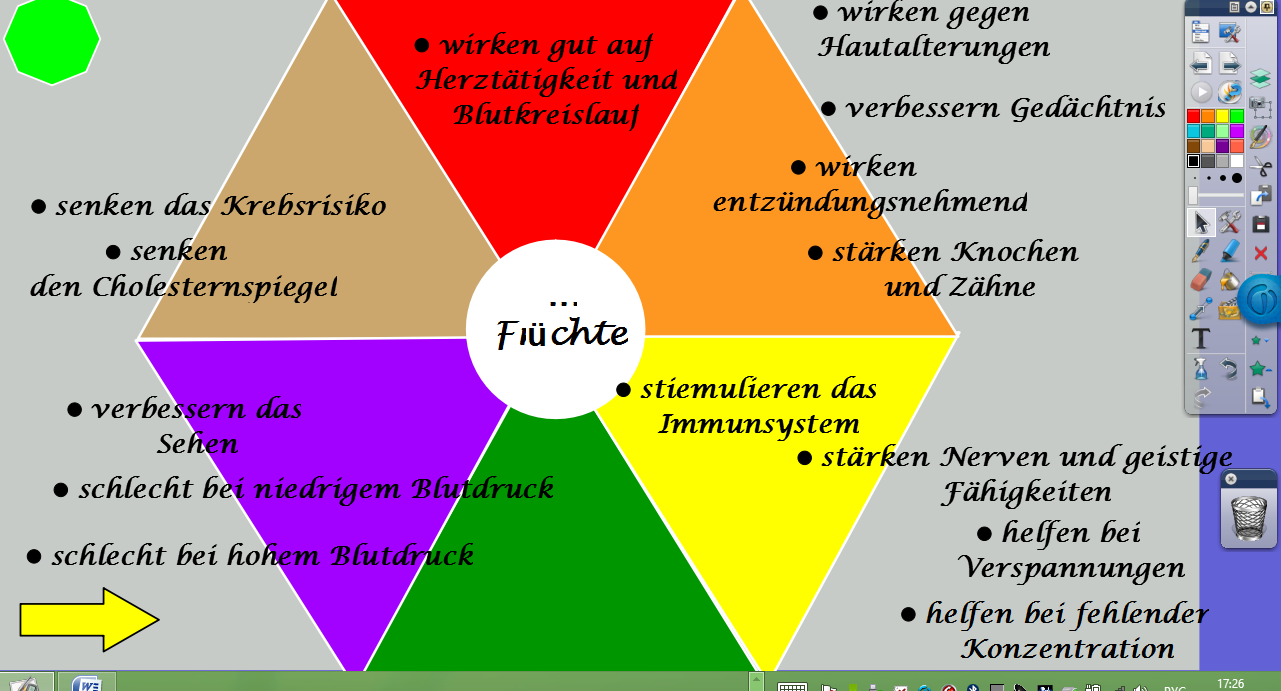 ● wirken gut auf
Herztätigkeit und
Blutkreislauf
● wirken gegen
Hautalterungen
● verbessern Gedächtnis
● wirken
entzündungsnehmend
● stärken Knochen
und Zähne
● senken das Krebsrisiko
● senken
den Cholesternspiegel
...
Früchte
● stiemulieren das
Immunsystem
● stärken Nerven und geistige
Fähigkeiten
● helfen bei
Verspannungen
● helfen bei fehlender
Konzentration
● verbessern das
Sehen
● schlecht bei niedrigem Blutdruck
● schlecht bei hohem Blutdruck
T
W
РУС
17:26